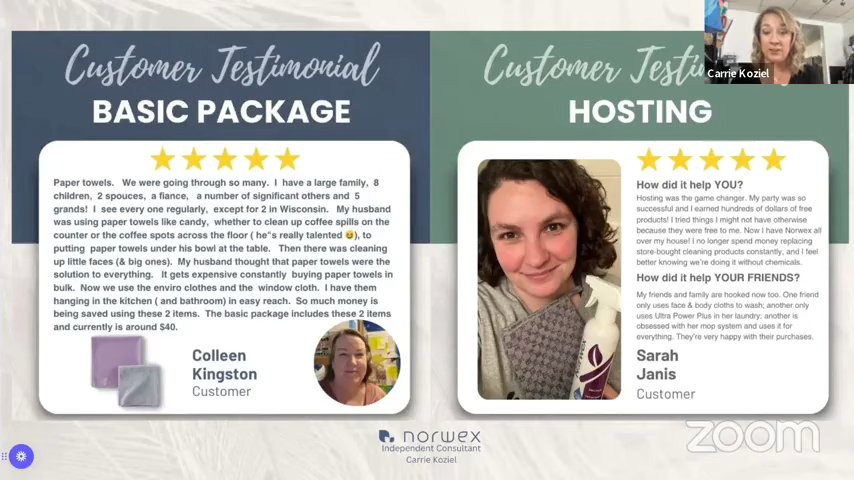 Customer Testimonial
BASIC PACKAGE
Paper towels. We were going through so many. I have a large family, 8
children, 2 spouses, a fiance, a number of significant others and 5
grands! I see every one regularly, except for 2 in Wisconsin. My husband
was using paper towels like candy, whether to clean up coffee spills on the
counter or the coffee spots across the floor ( he"s really talented 😉), to
putting paper towels under his bowl at the table. Then there was cleaning
up little faces (& big ones). My husband thought that paper towels were the
solution to everything. It gets expensive constantly buying paper towels in
bulk. Now we use the enviro clothes and the window cloth. I have them
hanging in the kitchen ( and bathroom) in easy reach. So much money is
being saved using these 2 items. The basic package includes these 2 items
and currently is around $40.
Colleen
Kingston
Customer
Customer Testi
HOSTING
How did it help YOU?
Hosting was the game changer. My party was so
successful and I earned hundreds of dollars of free
products! I tried things I might not have otherwise
because they were free to me. Now I have Norwex all
over my house! I no longer spend money replacing
store-bought cleaning products constantly, and I feel
better knowing we're doing it without chemicals.
How did it help YOUR FRIENDS?
My friends and family are hooked now too. One friend
only uses face & body cloths to wash; another only
uses Ultra Power Plus in her laundry; another is
obsessed with her mop system and uses it for
everything. They're very happy with their purchases.
Sarah
Janis
Customer
Carrie Koziel
norwex
Independent Consultant
Carrie Koziel
zoom